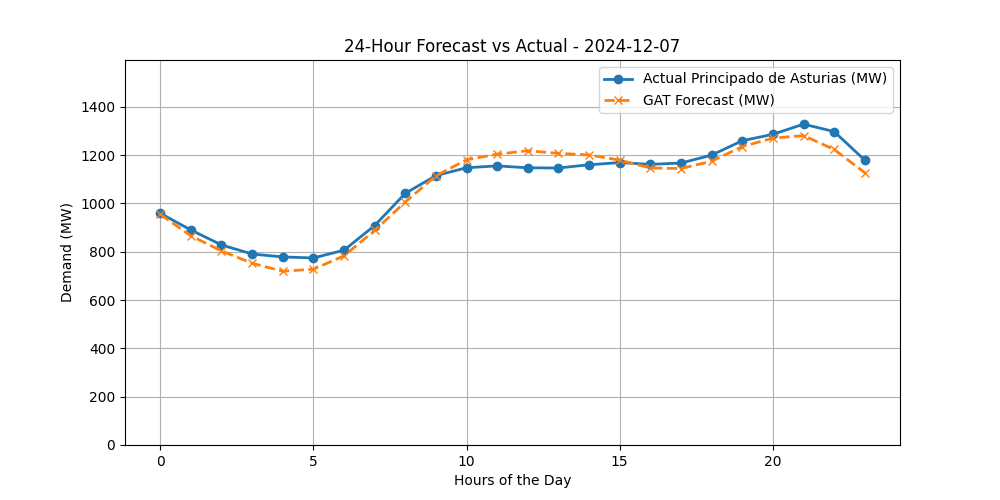 24-Hour Forecast vs Actual - 2024-12-07
Actual Principado de Asturias (MW)
GAT Forecast (MW)
Demand (MW)
1400
1200
1000
800
600
400
200
0
0 5 10 15 20
Hours of the Day